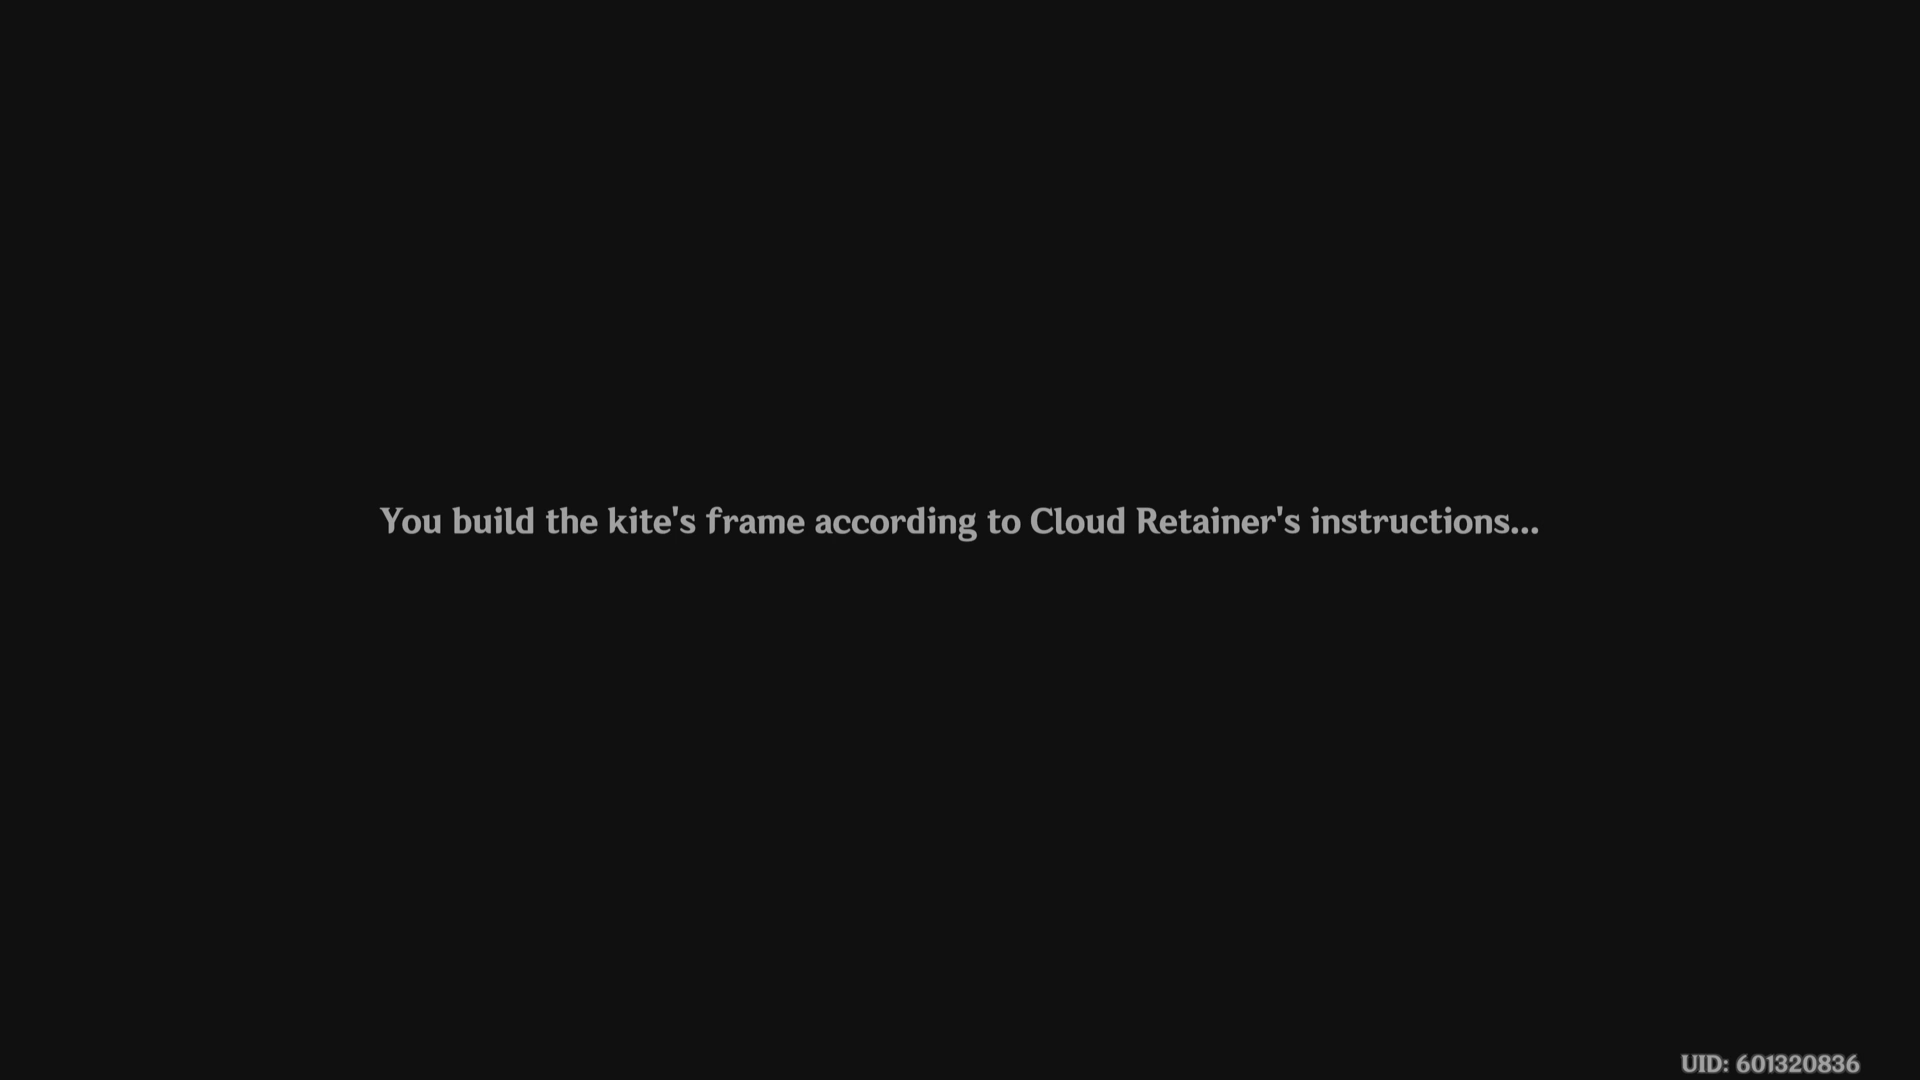 You build the kite's frame according to Cloud Retainer's instructions...
UID: 601320836